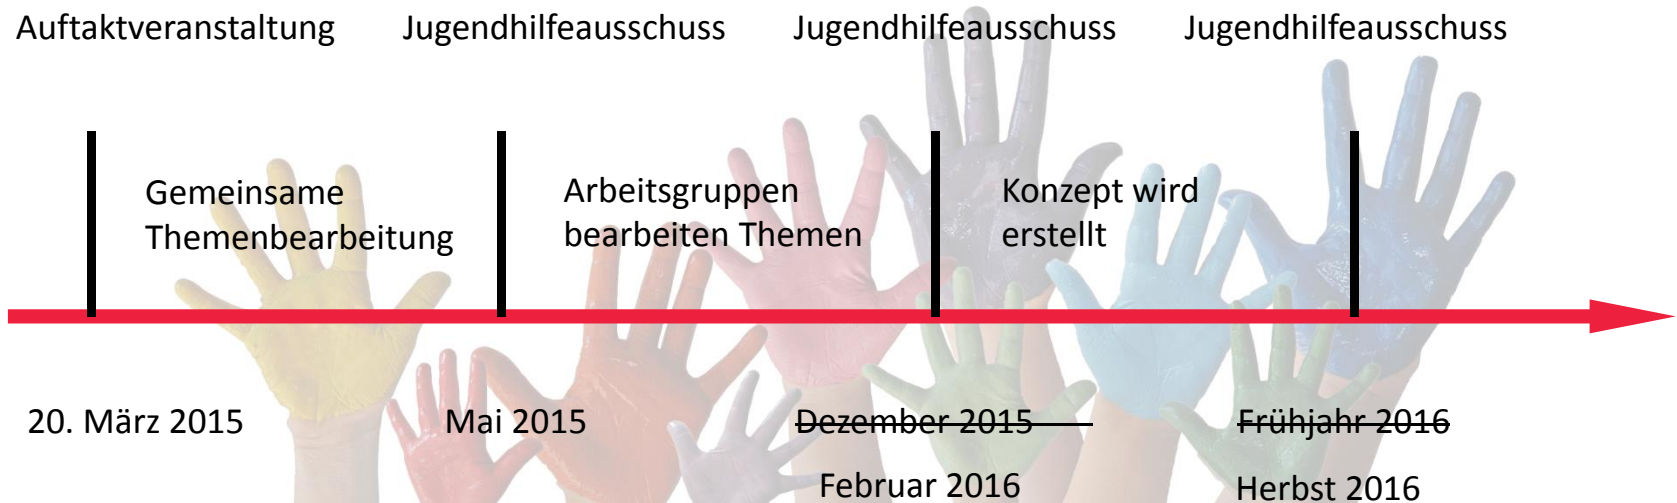 Auftaktveranstaltung Jugendhilfeausschuss Jugendhilfeausschuss Jugendhilfeausschuss
Gemeinsame
Themenbearbeitung
Arbeitsgruppen
bearbeiten Themen
Konzept wird
erstellt
20. März 2015 Mai 2015 Dezember 2015 Frühjahr 2016
Februar 2016 Herbst 2016